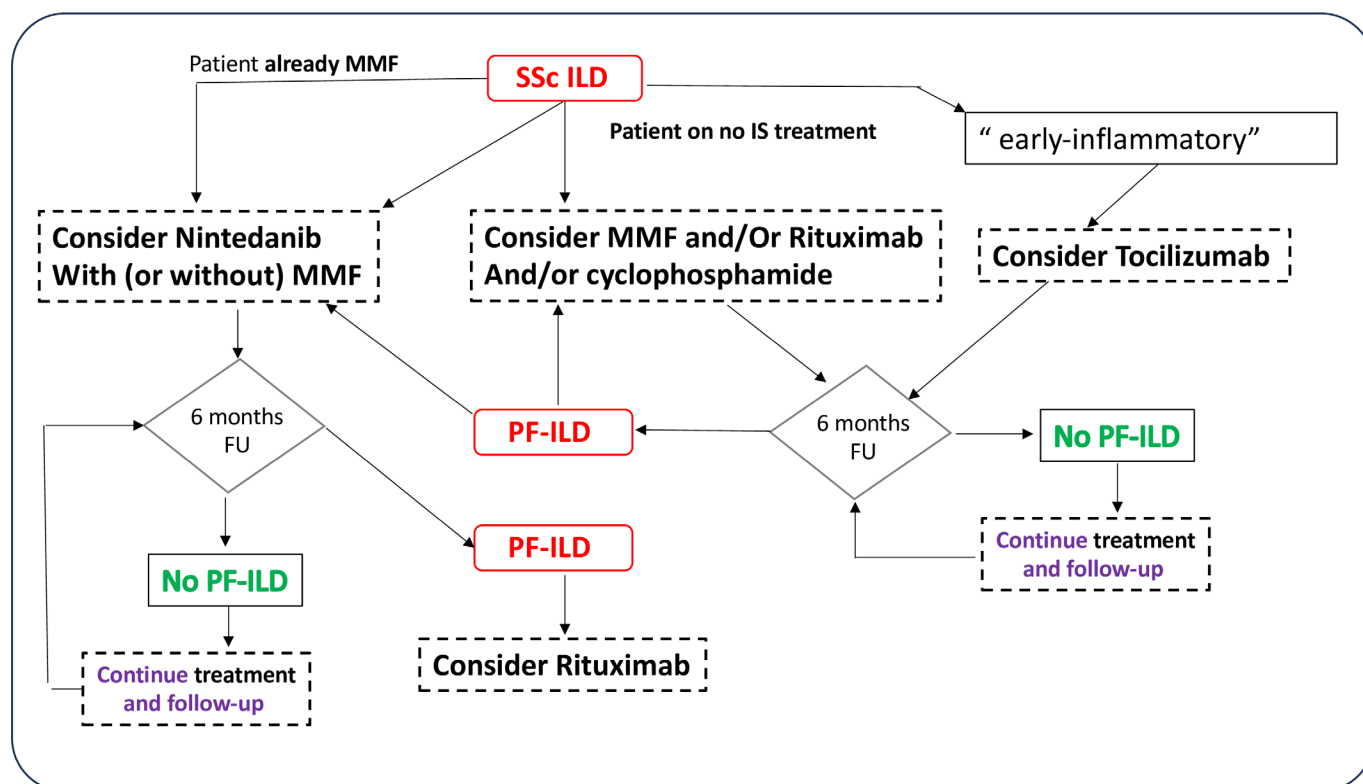 Patient already MMF
SSc ILD
Patient on no IS treatment
“ early-inflammatory”
Consider Nintedanib
With (or without) MMF
Consider MMF and/Or Rituximab
And/or cyclophosphamide
Consider Tocilizumab
6 months
FU
PF-ILD
6 months
FU
No PF-ILD
PF-ILD
Continue treatment
and follow-up
No PF-ILD
Consider Rituximab
Continue treatment
and follow-up